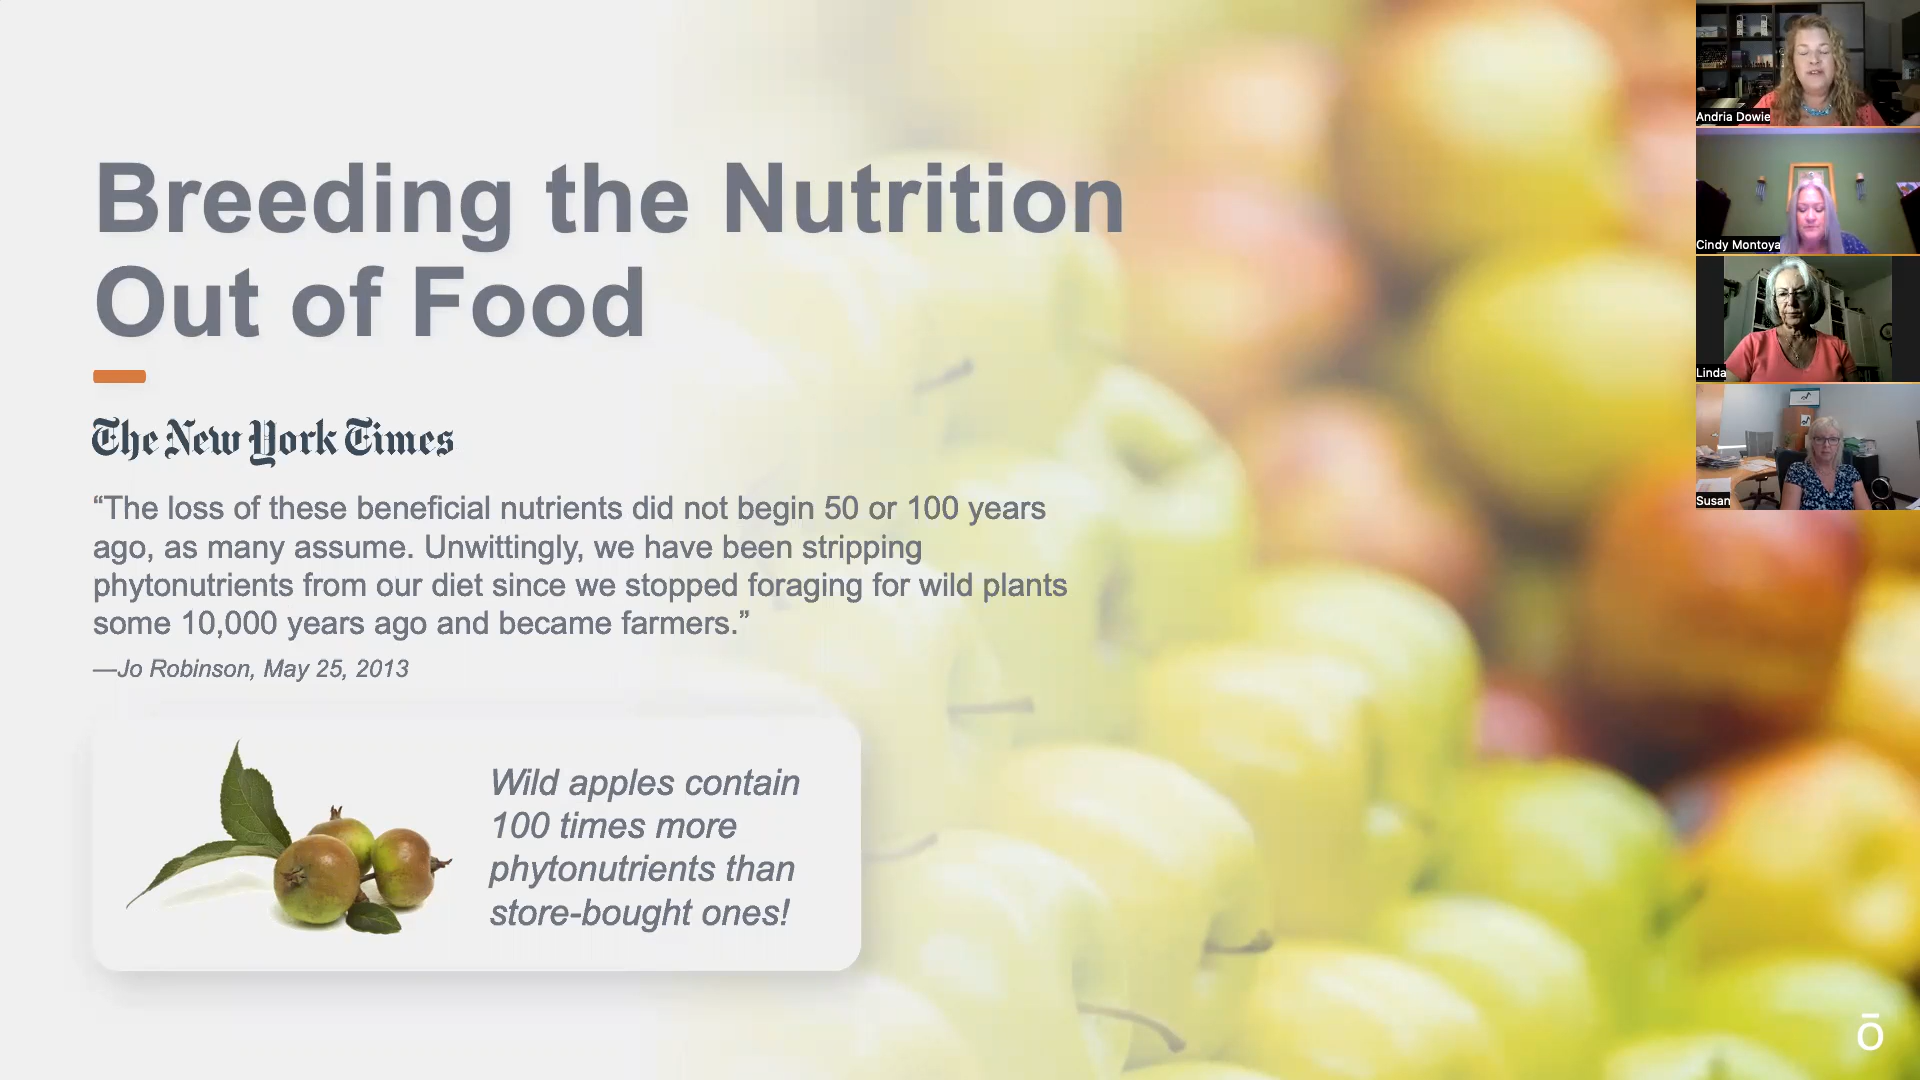 Breeding the Nutrition
Out of Food
The New York Times
“The loss of these beneficial nutrients did not begin 50 or 100 years
ago, as many assume. Unwittingly, we have been stripping
phytonutrients from our diet since we stopped foraging for wild plants
some 10,000 years ago and became farmers.”
—Jo Robinson, May 25, 2013
Wild apples contain
100 times more
phytonutrients than
store-bought ones!
Andria Dowie
Cindy Montoya
Linda
Susan
ō